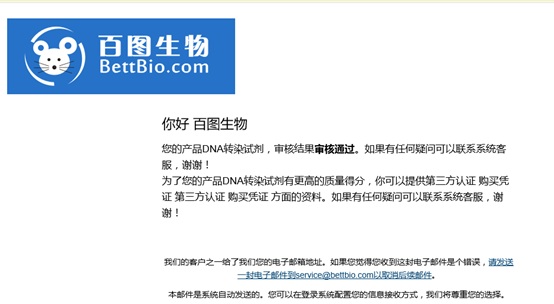 百图生物
BettBio.com
你好 百图生物
您的产品DNA转染试剂，审核结果审核通过。如果有任何疑问可以联系系统客
服，谢谢！
为了您的产品DNA转染试剂有更高的质量得分，你可以提供第三方认证 购买凭
证 第三方认证 购买凭证 方面的资料。如果有任何疑问可以联系系统客服，谢
谢！
我们的客户之一给了我们您的电子邮箱地址。如果您觉得您收到这封电子邮件是个错误，请发送
一封电子邮件到service@bettbio.com以取消后续邮件。
本邮件是系统自动发送的。您可以在登录系统配置您的信息接收方式，我们将尊重您的选择。